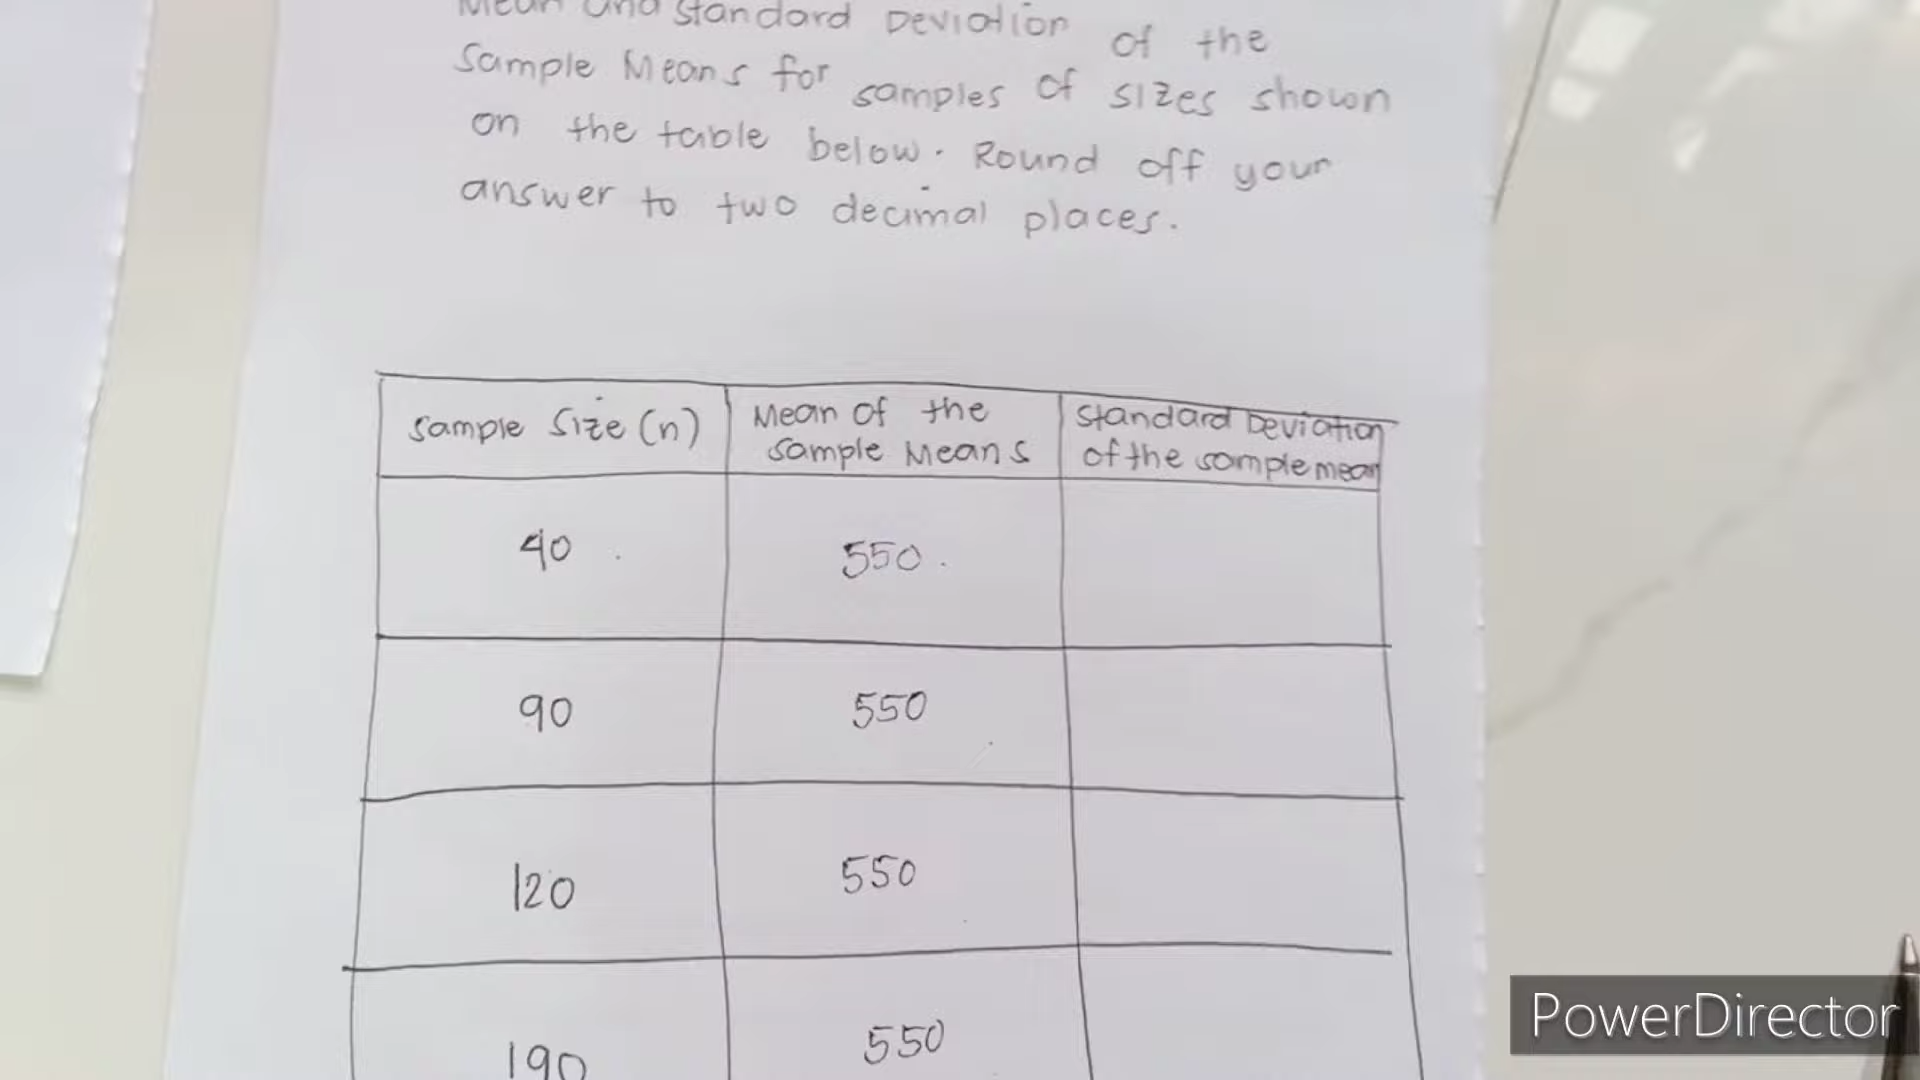 Mean and standard Deviation of the
Sample Means for samples of sizes shown
on the table below. Round off your
answer to two decimal places.
Sample Size (n) Mean of the Sample Means Standard Deviation of the sample mean
40 550
90 550
120 550
190 550
PowerDirector